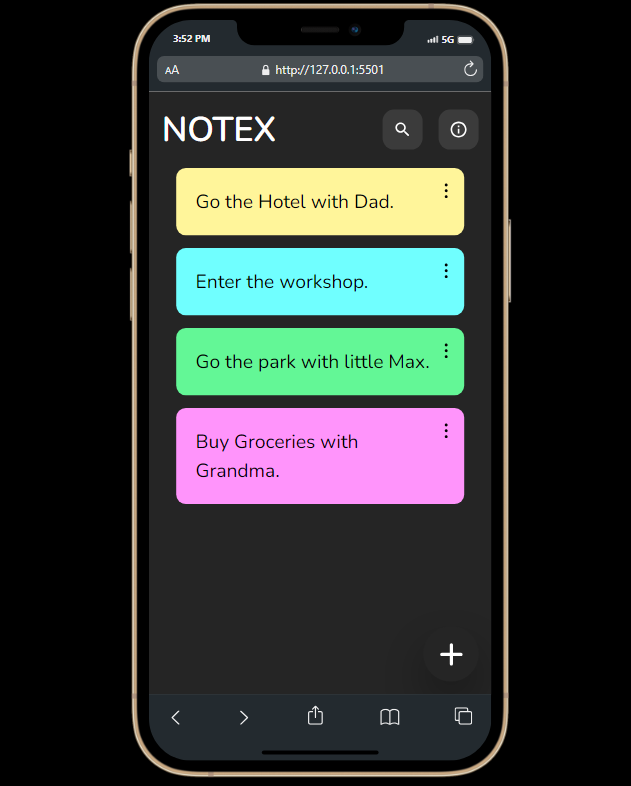 3:52 PM
5G
AA
http://127.0.0.1:5501
NOTEX
Go the Hotel with Dad.
Enter the workshop.
Go the park with little Max.
Buy Groceries with
Grandma.